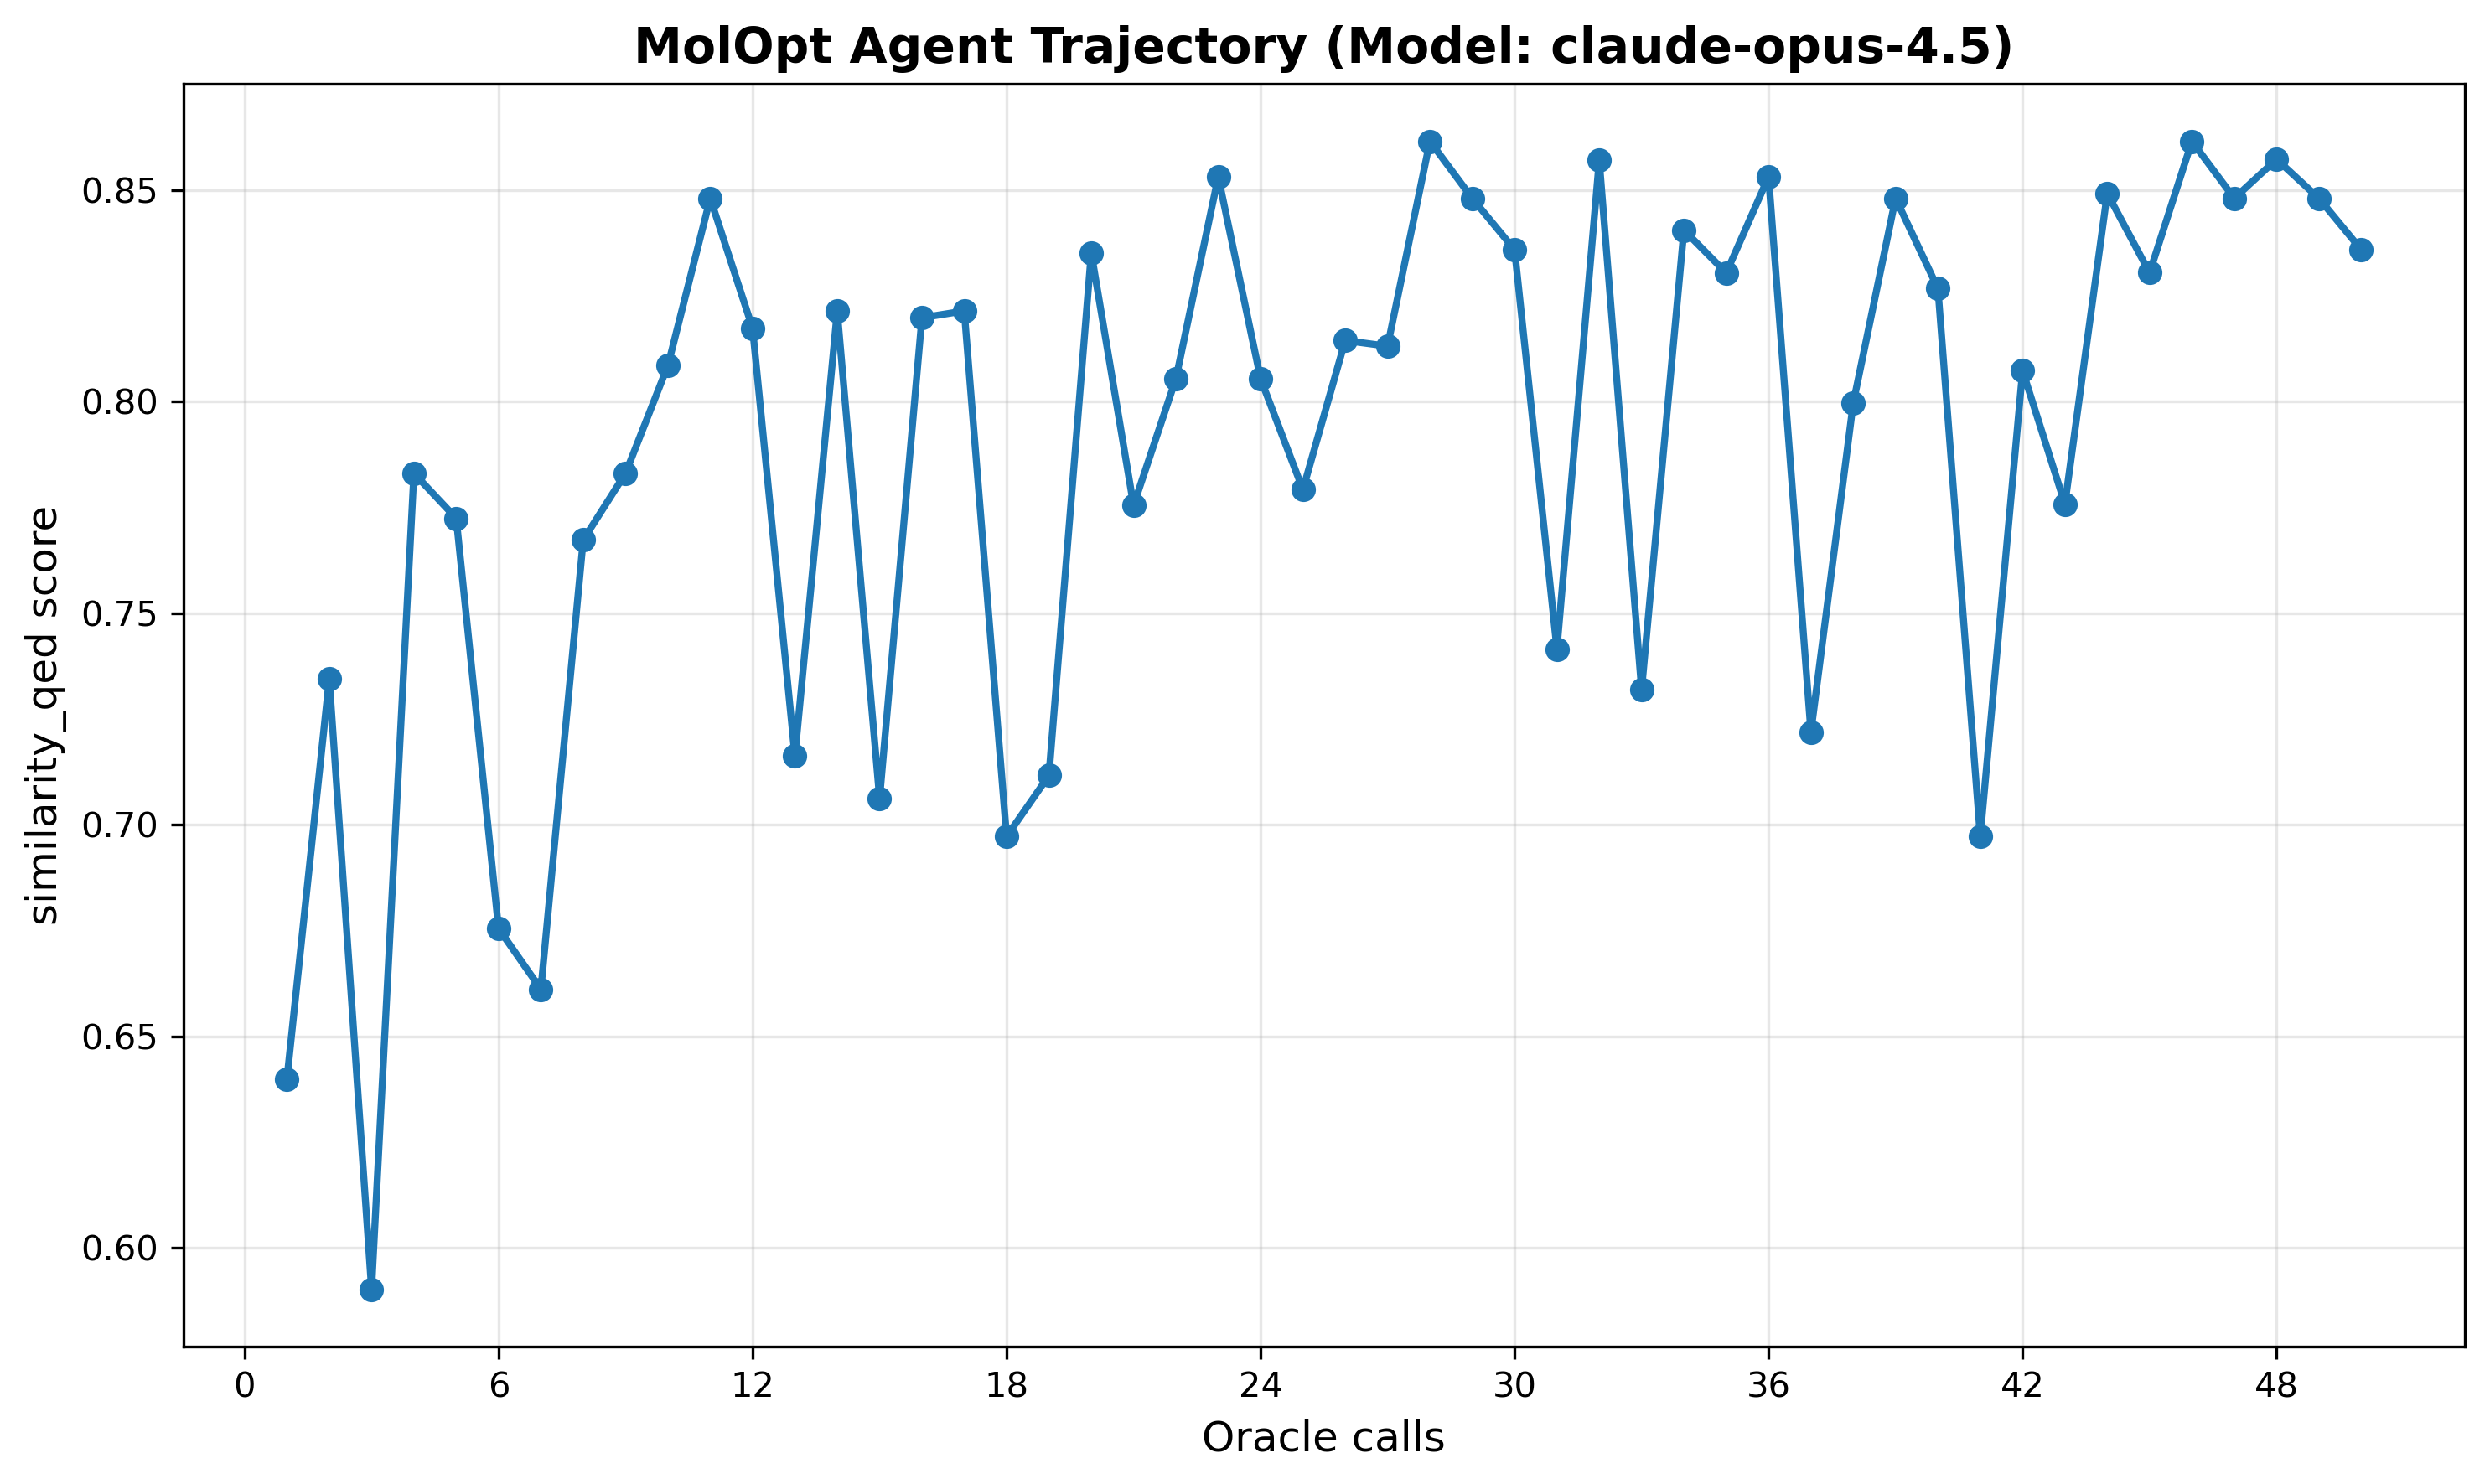 MolOpt Agent Trajectory (Model: claude-opus-4.5)
similarity_qed score
0.85
0.80
0.75
0.70
0.65
0.60
0 6 12 18 24 30 36 42 48
Oracle calls